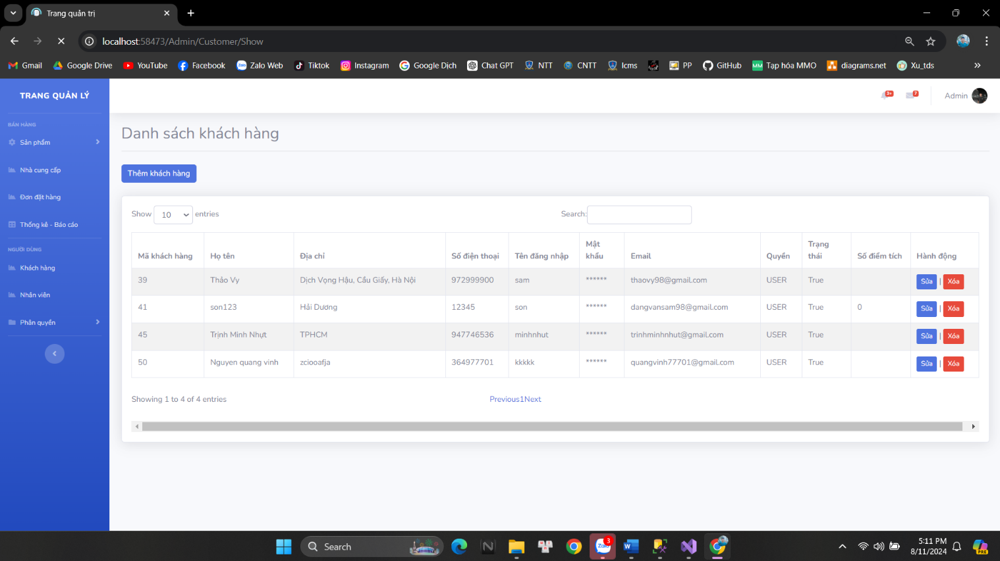 Trang quản trị
localhost:58473/Admin/Customer/Show
Gmail Google Drive YouTube Facebook Zalo Web Tiktok Instagram Google Dịch Chat GPT NTT CNTT lcms PP GitHub Tạp hóa MMO diagrams.net Xu_tds
TRANG QUẢN LÝ
3+ 7 Admin
BÁN HÀNG
Sản phẩm
Nhà cung cấp
Đơn đặt hàng
Thống kê - Báo cáo
NGƯỜI DÙNG
Khách hàng
Nhân viên
Phân quyền
Danh sách khách hàng
Thêm khách hàng
Show 10 entries Search:
Mã khách hàng Họ tên Địa chỉ Số điện thoại Tên đăng nhập Mật khẩu Email Quyền Trạng thái Số điểm tích Hành động
39 Thảo Vy Dịch Vọng Hậu, Cầu Giấy, Hà Nội 972999900 sam ****** thaovy98@gmail.com USER True Sửa | Xóa
41 son123 Hải Dương 12345 son ****** dangvansam98@gmail.com USER True 0 Sửa | Xóa
45 Trịnh Minh Nhựt TPHCM 947746536 minhnhut ****** trinhminhnhut@gmail.com USER True Sửa | Xóa
50 Nguyen quang vinh zciooafja 364977701 kkkkk ****** quangvinh77701@gmail.com USER True Sửa | Xóa
Showing 1 to 4 of 4 entries Previous1Next
Search
Zalo 3
5:11 PM
8/11/2024
PRE